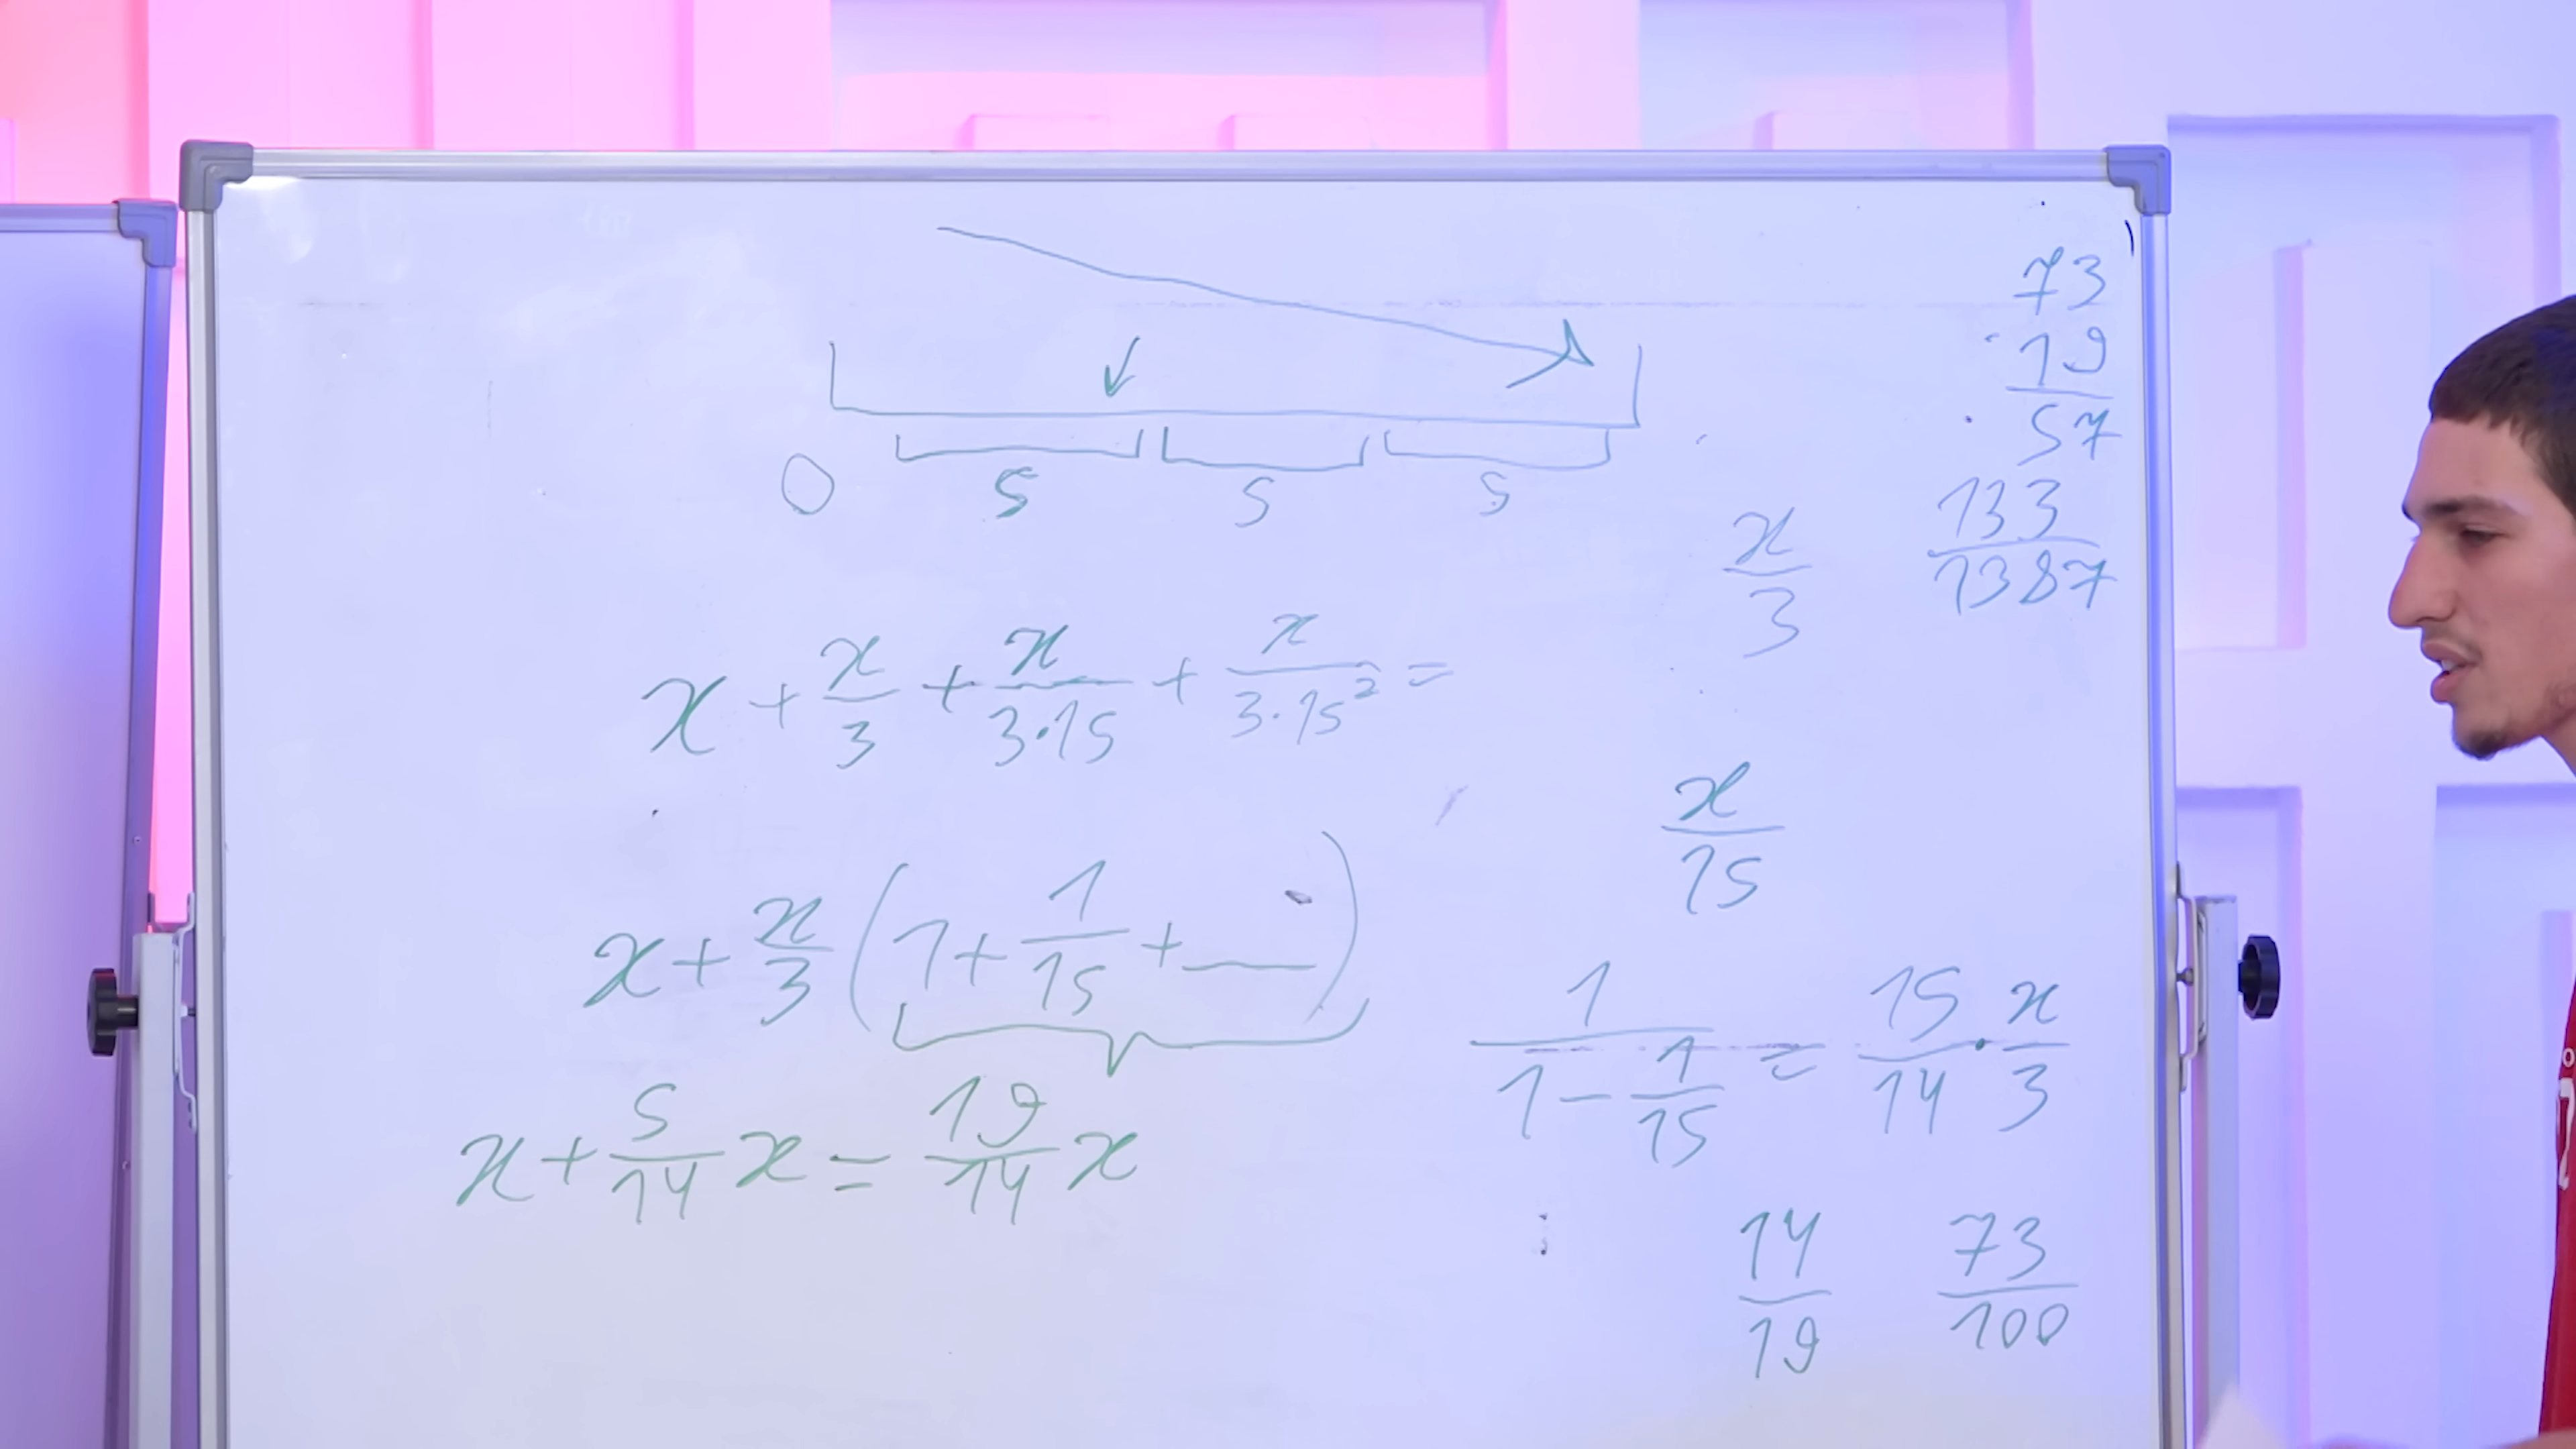 73
· 19
57
133
1387
0 5 5 5
x/3
x + x/3 + x/(3·15) + x/(3·15²) =
x/15
x + x/3 (1 + 1/15 + __)
1/(1 - 1/15) = 15/14 · x/3
x + 5/14 x = 19/14 x
14/19 73/100